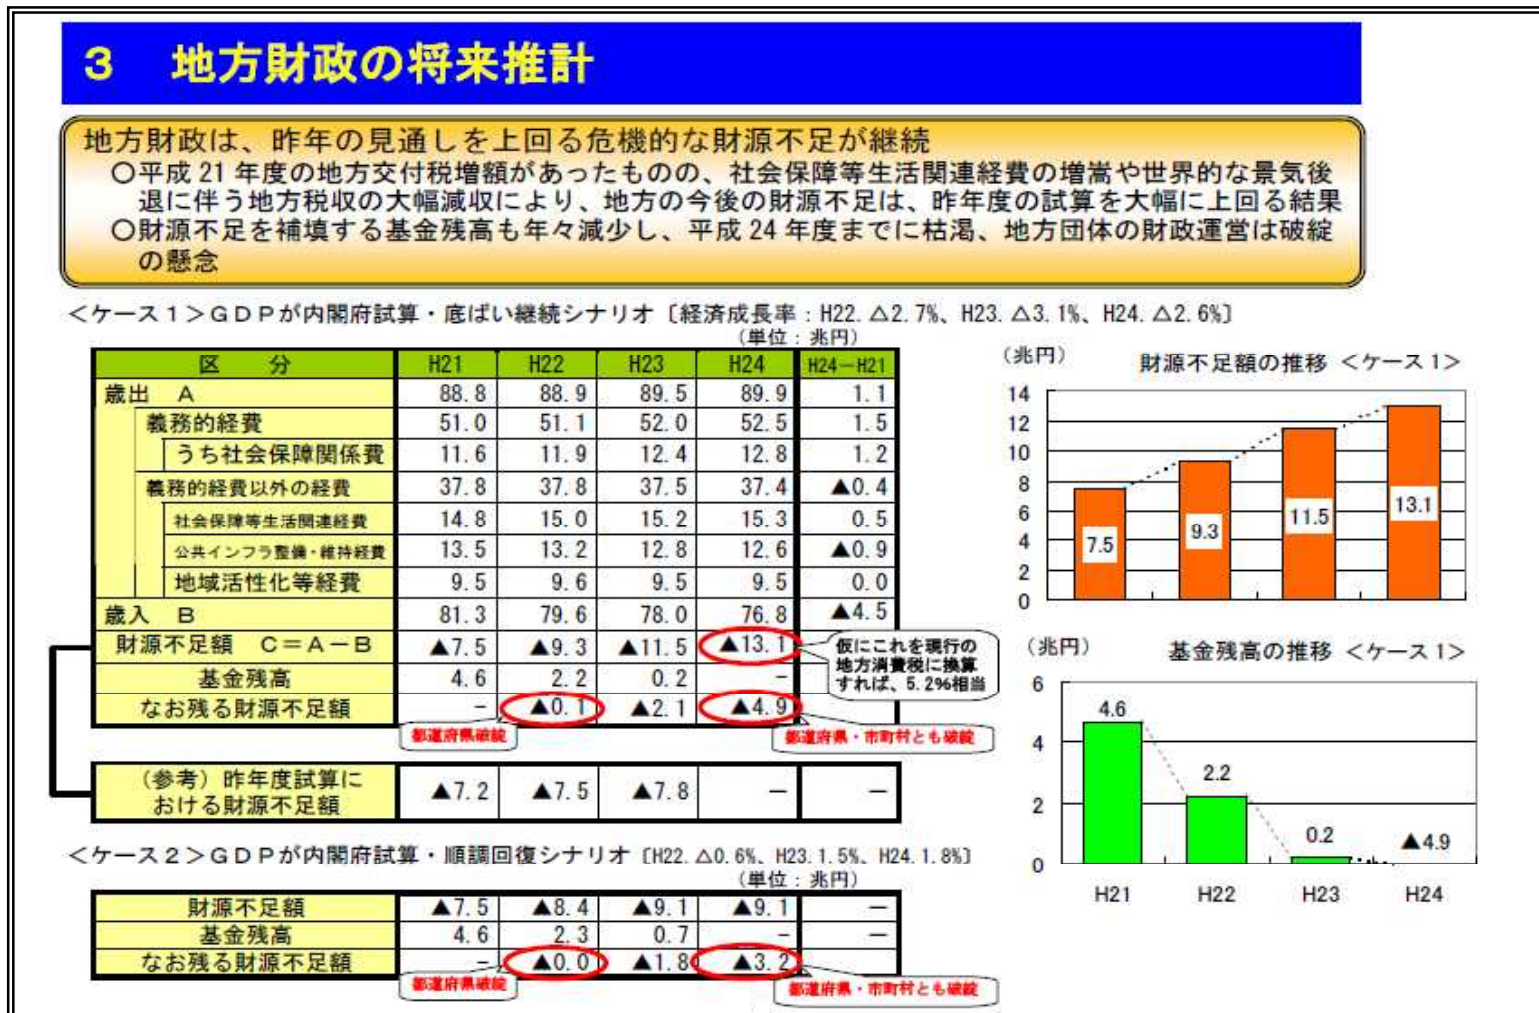 3 地方財政の将来推計
地方財政は、昨年の見通しを上回る危機的な財源不足が継続
○平成 21 年度の地方交付税増額があったものの、社会保障等生活関連経費の増嵩や世界的な景気後
退に伴う地方税収の大幅減収により、地方の今後の財源不足は、昨年度の試算を大幅に上回る結果
○財源不足を補填する基金残高も年々減少し、平成 24 年度までに枯渇、地方団体の財政運営は破綻
の懸念
＜ケース1＞GDPが内閣府試算・底ばい継続シナリオ〔経済成長率：H22.△2.7%、H23.△3.1%、H24.△2.6%〕
（単位：兆円）
区 分 H21 H22 H23 H24 H24－H21
歳出 A 88.8 88.9 89.5 89.9 1.1
義務的経費 51.0 51.1 52.0 52.5 1.5
うち社会保障関係費 11.6 11.9 12.4 12.8 1.2
義務的経費以外の経費 37.8 37.8 37.5 37.4 ▲0.4
社会保障等生活関連経費 14.8 15.0 15.2 15.3 0.5
公共インフラ整備・維持経費 13.5 13.2 12.8 12.6 ▲0.9
地域活性化等経費 9.5 9.6 9.5 9.5 0.0
歳入 B 81.3 79.6 78.0 76.8 ▲4.5
財源不足額 C＝A－B ▲7.5 ▲9.3 ▲11.5 ▲13.1
基金残高 4.6 2.2 0.2 －
なお残る財源不足額 － ▲0.1 ▲2.1 ▲4.9
仮にこれを現行の
地方消費税に換算
すれば、5.2%相当
都道府県破綻
都道府県・市町村とも破綻
（参考）昨年度試算に
おける財源不足額
▲7.2 ▲7.5 ▲7.8 － －
＜ケース2＞GDPが内閣府試算・順調回復シナリオ〔H22.△0.6%、H23.1.5%、H24.1.8%〕
（単位：兆円）
財源不足額 ▲7.5 ▲8.4 ▲9.1 ▲9.1 －
基金残高 4.6 2.3 0.7 － －
なお残る財源不足額 － ▲0.0 ▲1.8 ▲3.2
都道府県破綻
都道府県・市町村とも破綻
（兆円）
財源不足額の推移 ＜ケース1＞
14
12
10
8
6
4
2
0
7.5
9.3
11.5
13.1
（兆円）
基金残高の推移 ＜ケース1＞
6
4
2
0
4.6
2.2
0.2
▲4.9
H21 H22 H23 H24